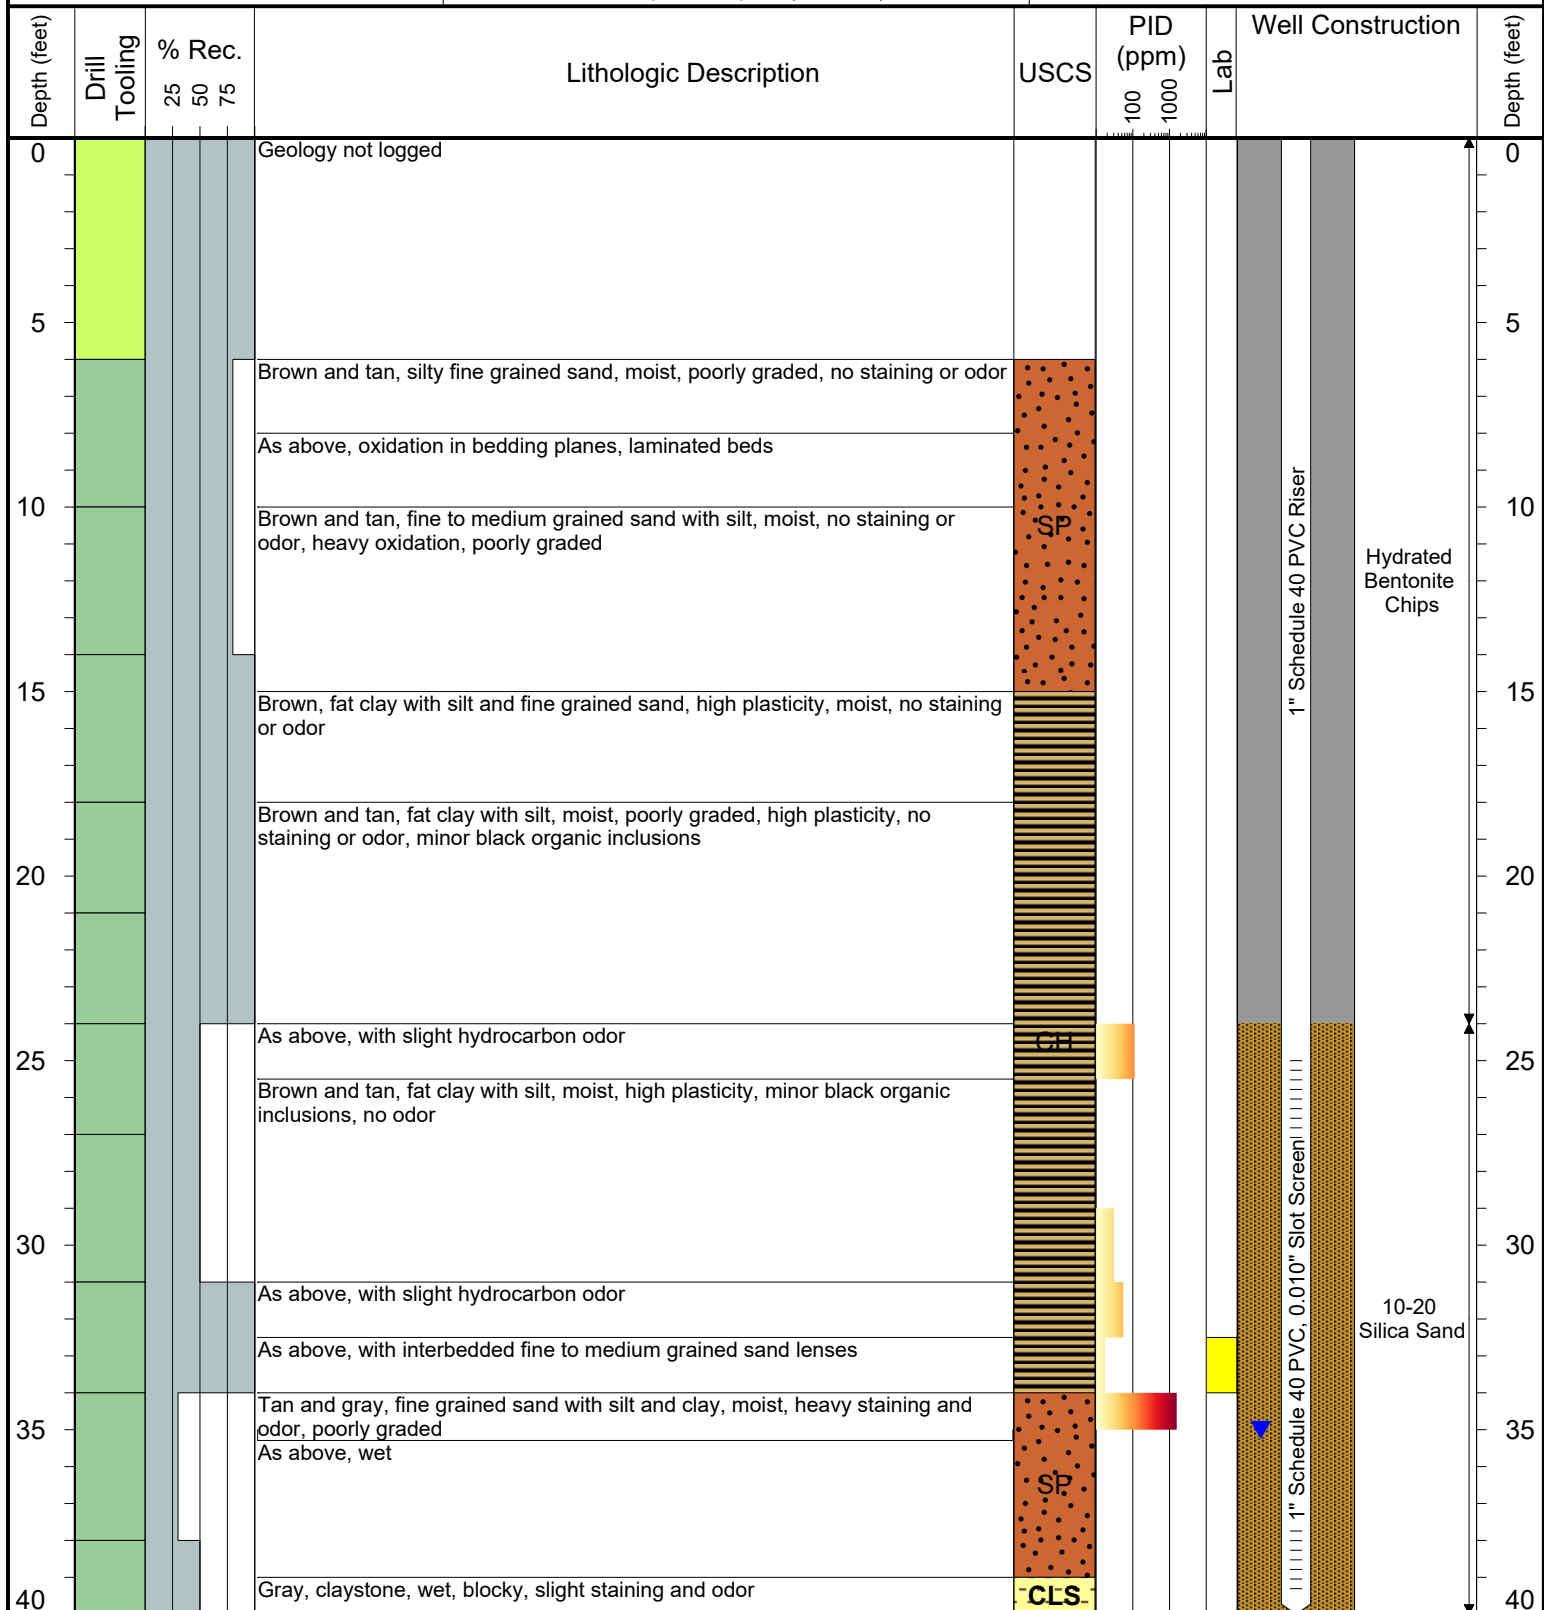 Depth (feet)
Drill Tooling
% Rec.
25 50 75
Lithologic Description
USCS
PID (ppm)
100 1000
Lab
Well Construction
Depth (feet)
0
Geology not logged
0
5
5
Brown and tan, silty fine grained sand, moist, poorly graded, no staining or odor
As above, oxidation in bedding planes, laminated beds
10
Brown and tan, fine to medium grained sand with silt, moist, no staining or
odor, heavy oxidation, poorly graded
SP
10
1" Schedule 40 PVC Riser
Hydrated
Bentonite
Chips
15
Brown, fat clay with silt and fine grained sand, high plasticity, moist, no staining
or odor
15
Brown and tan, fat clay with silt, moist, poorly graded, high plasticity, no
staining or odor, minor black organic inclusions
20
20
As above, with slight hydrocarbon odor
CH
25
25
Brown and tan, fat clay with silt, moist, high plasticity, minor black organic
inclusions, no odor
30
30
1" Schedule 40 PVC, 0.010" Slot Screen
As above, with slight hydrocarbon odor
10-20
Silica Sand
As above, with interbedded fine to medium grained sand lenses
Tan and gray, fine grained sand with silt and clay, moist, heavy staining and
odor, poorly graded
35
35
As above, wet
SP
Gray, claystone, wet, blocky, slight staining and odor
CLS
40
40